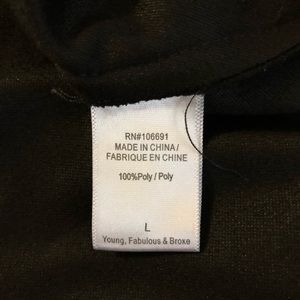 RN#106691
MADE IN CHINA/
FABRIQUE EN CHINE
100%Poly / Poly
L
Young, Fabulous & Broke